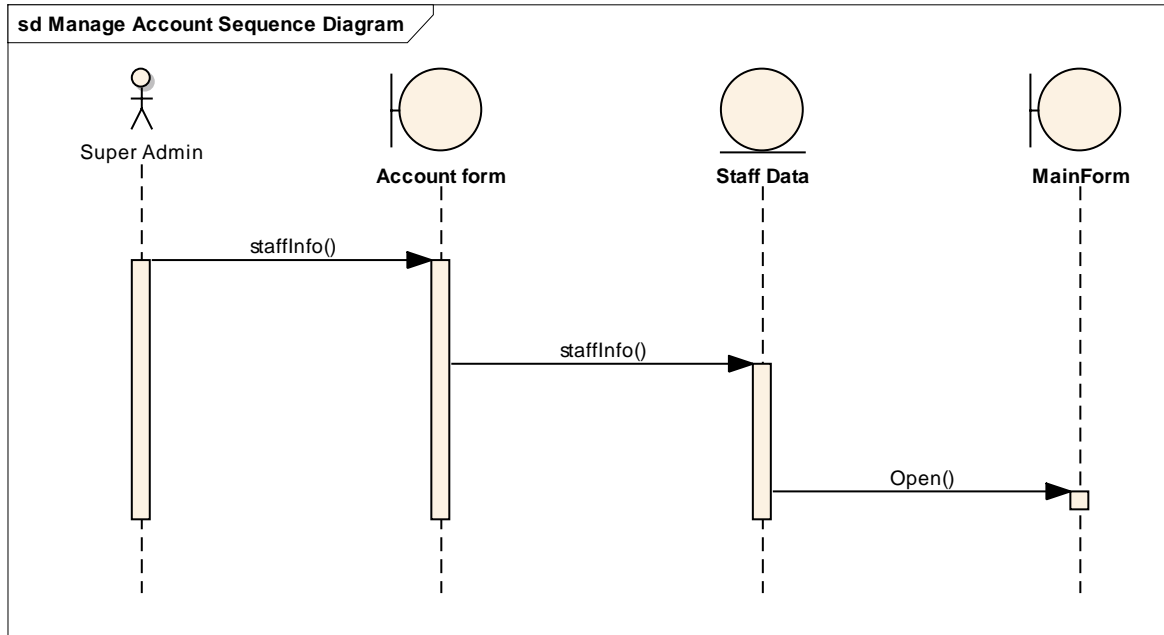 sd Manage Account Sequence Diagram
Super Admin
Account form
Staff Data
MainForm
staffInfo()
staffInfo()
Open()